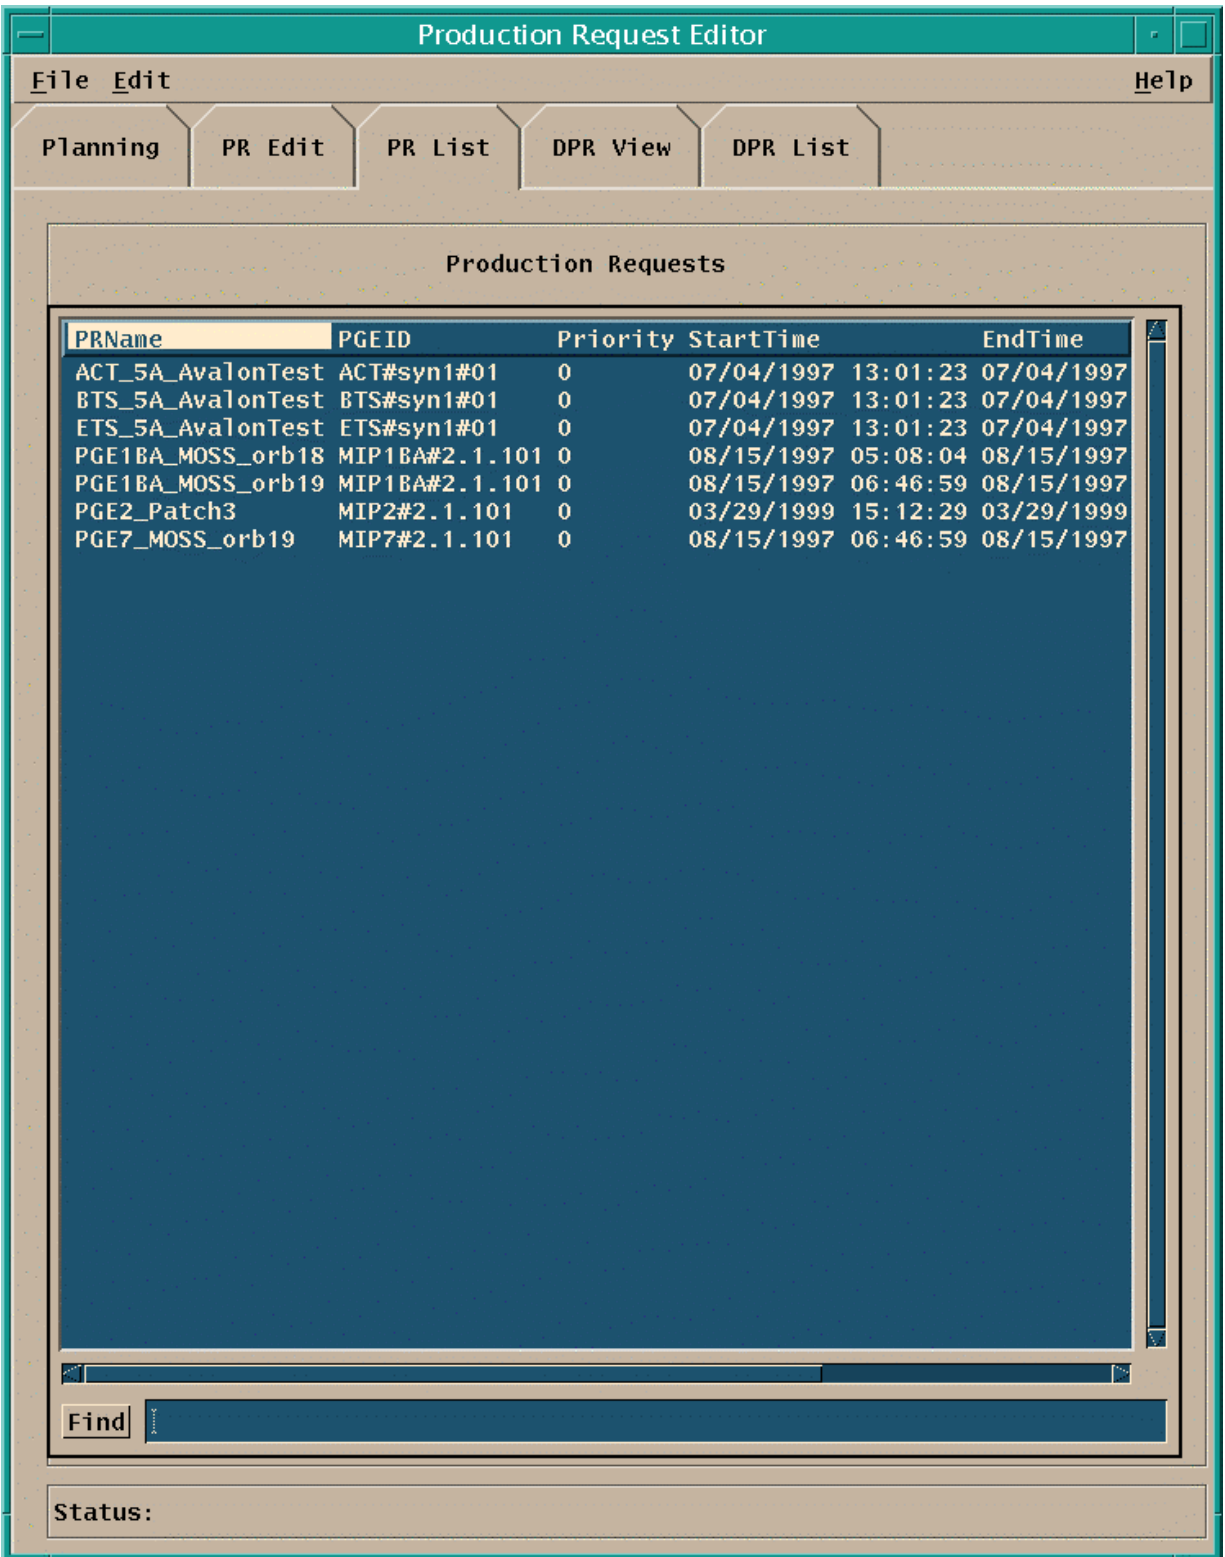 Production Request Editor
File Edit Help
Planning PR Edit PR List DPR View DPR List
Production Requests
PRName PGEID Priority StartTime EndTime
ACT_5A_AvalonTest ACT#syn1#01 0 07/04/1997 13:01:23 07/04/1997
BTS_5A_AvalonTest BTS#syn1#01 0 07/04/1997 13:01:23 07/04/1997
ETS_5A_AvalonTest ETS#syn1#01 0 07/04/1997 13:01:23 07/04/1997
PGE1BA_MOSS_orb18 MIP1BA#2.1.101 0 08/15/1997 05:08:04 08/15/1997
PGE1BA_MOSS_orb19 MIP1BA#2.1.101 0 08/15/1997 06:46:59 08/15/1997
PGE2_Patch3 MIP2#2.1.101 0 03/29/1999 15:12:29 03/29/1999
PGE7_MOSS_orb19 MIP7#2.1.101 0 08/15/1997 06:46:59 08/15/1997
Find
Status: